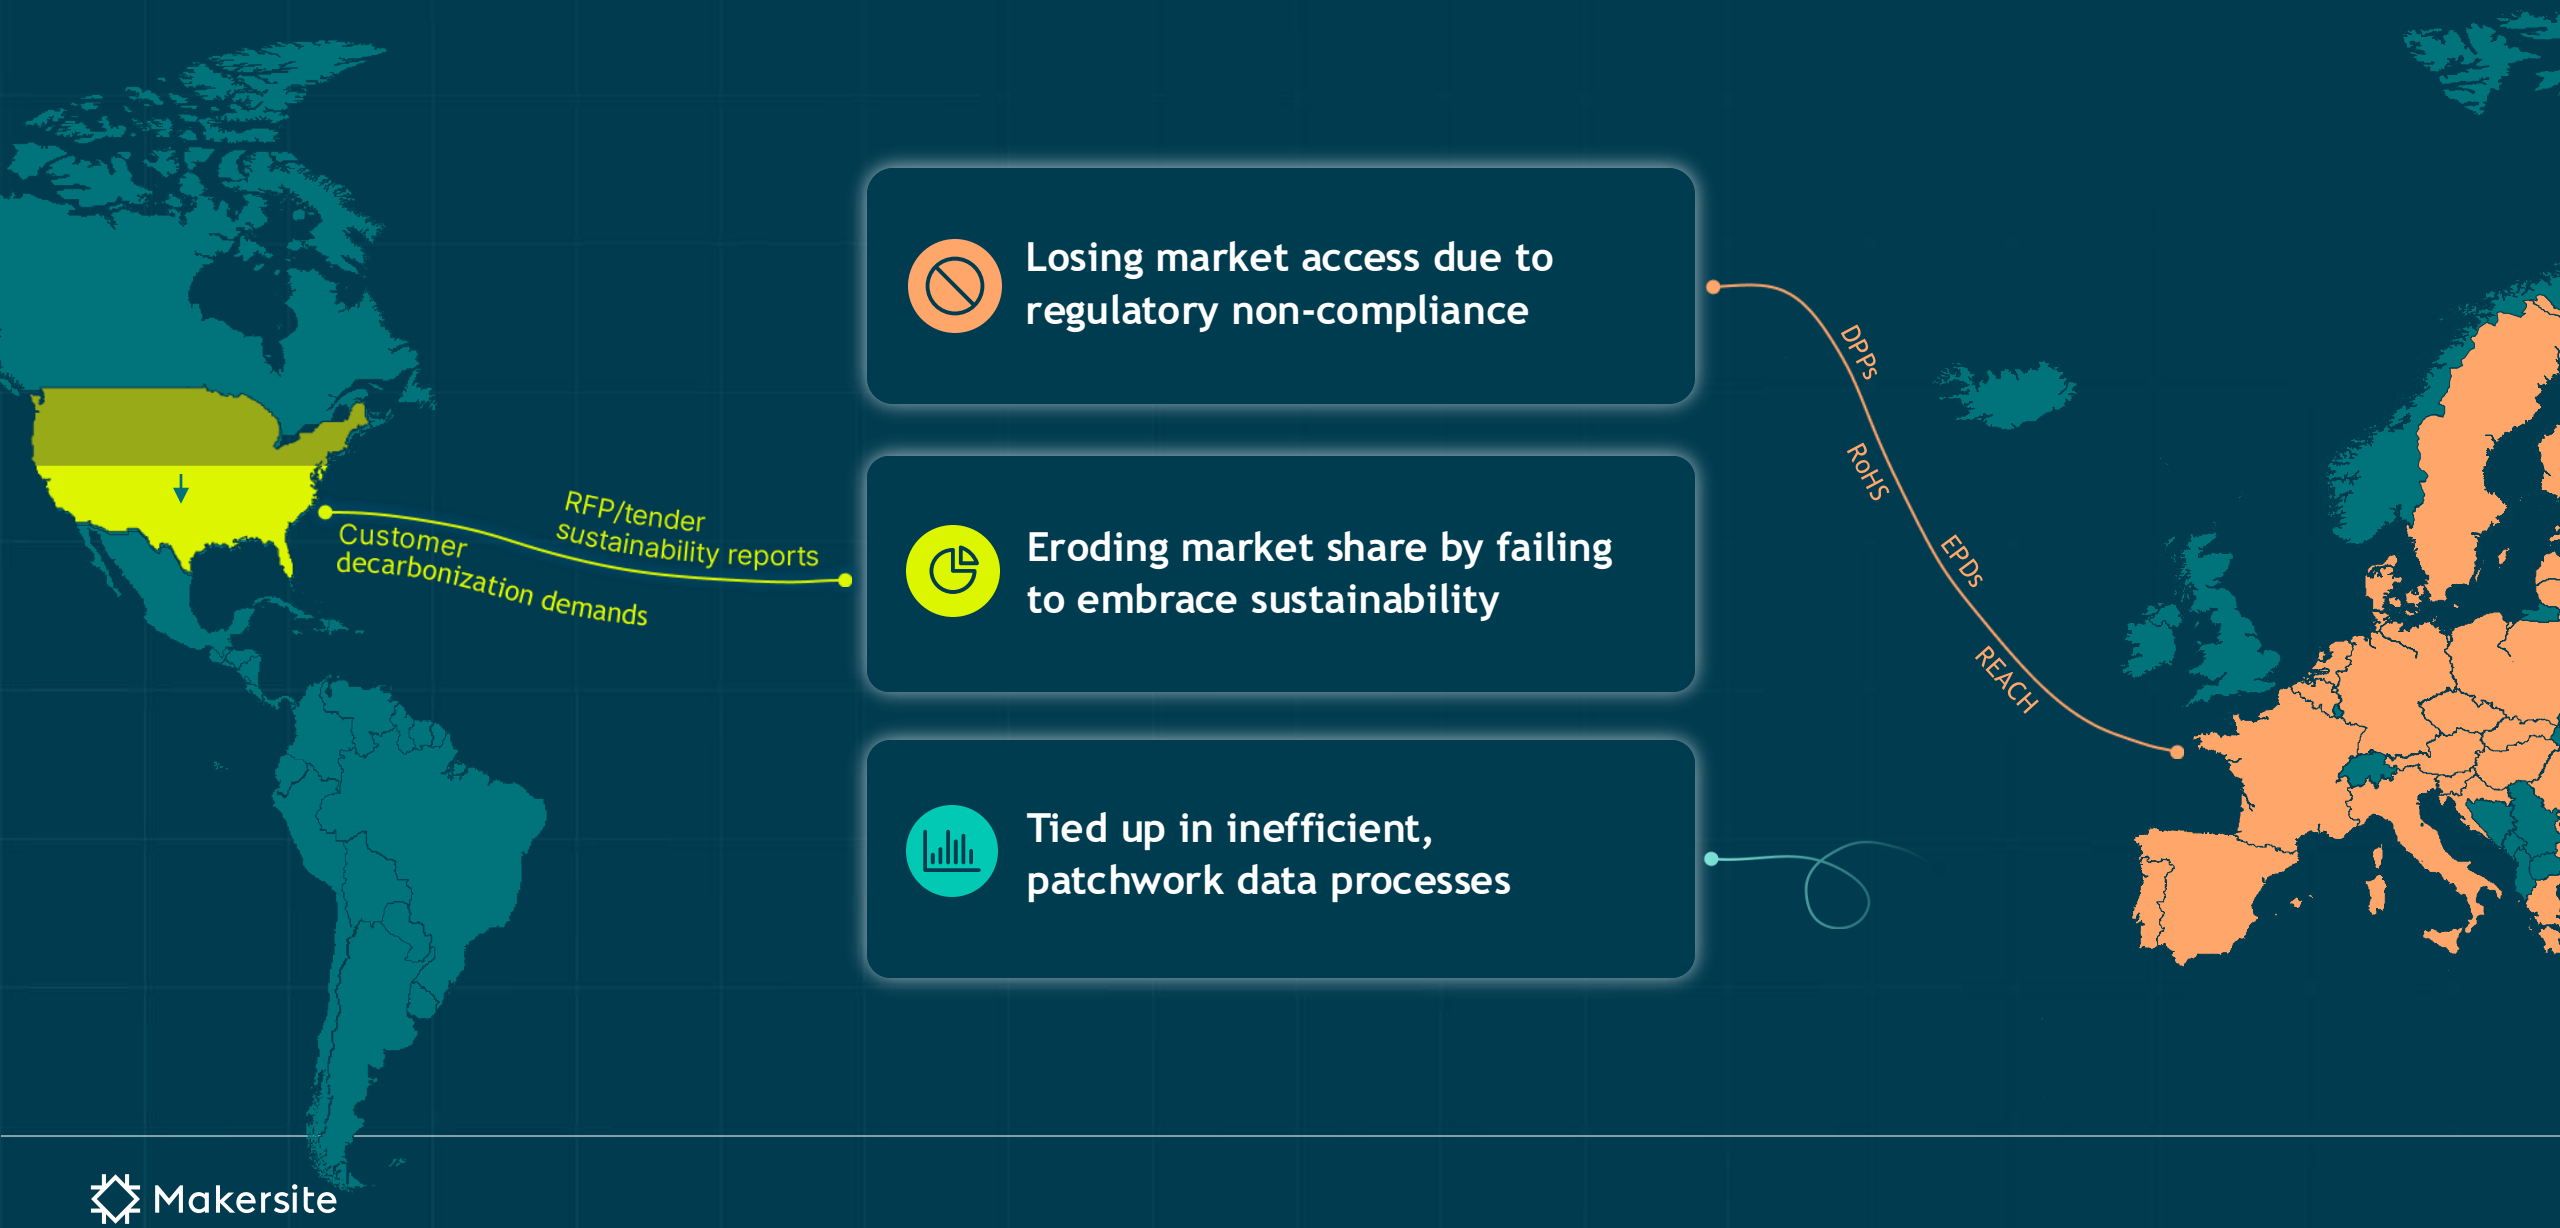 Losing market access due to
regulatory non-compliance
DPPs
RoHS
EPDs
REACH
RFP/tender
sustainability reports
Customer
decarbonization demands
Eroding market share by failing
to embrace sustainability
Tied up in inefficient,
patchwork data processes
Makersite